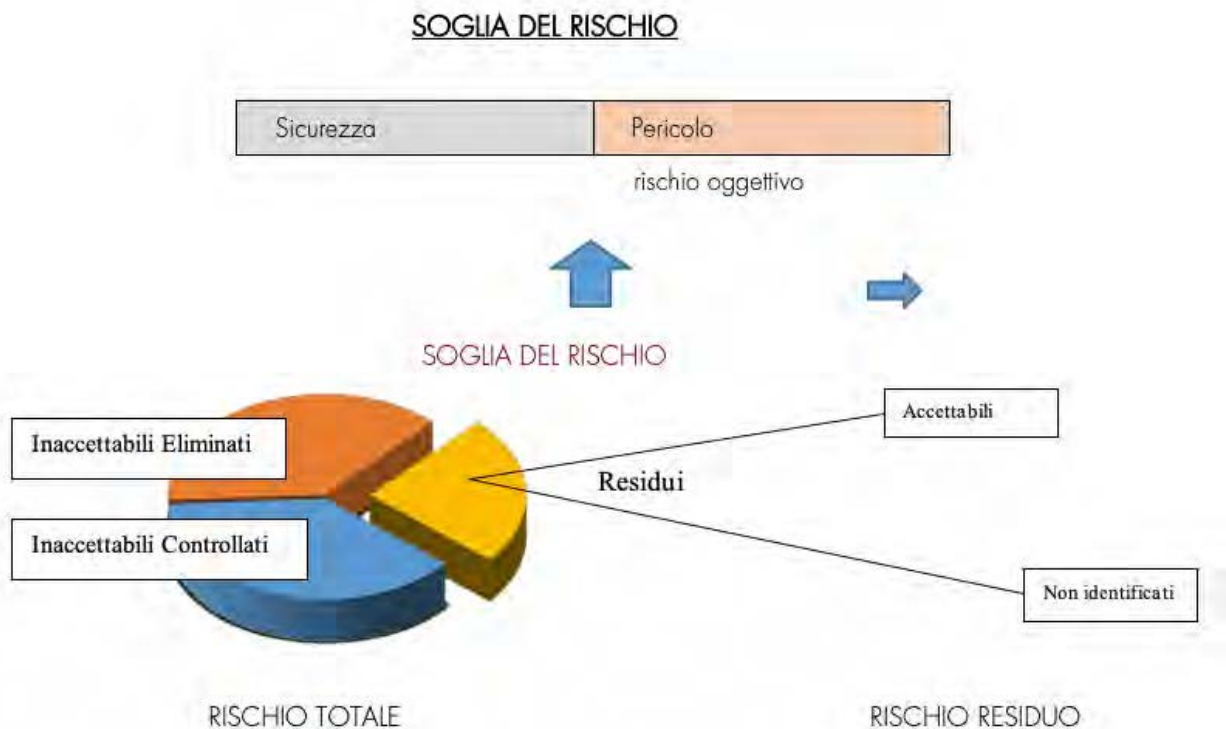 SOGLIA DEL RISCHIO
Sicurezza
Pericolo
rischio oggettivo
SOGLIA DEL RISCHIO
Inaccettabili Eliminati
Inaccettabili Controllati
Residui
Accettabili
Non identificati
RISCHIO TOTALE
RISCHIO RESIDUO